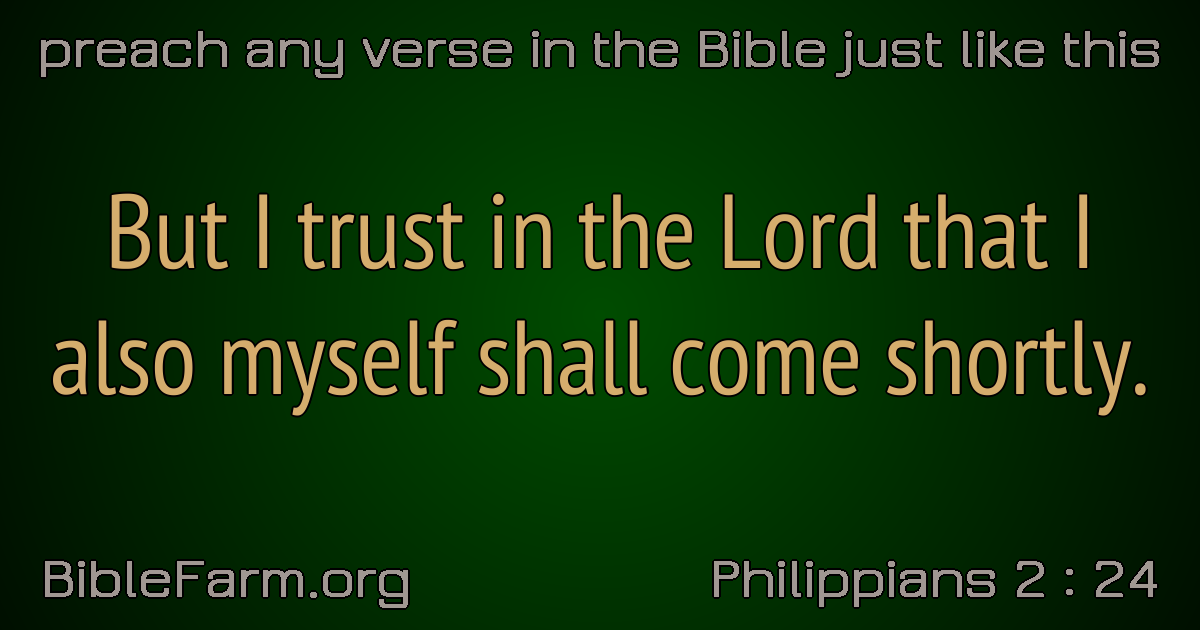 preach any verse in the Bible just like this
But I trust in the Lord that I
also myself shall come shortly.
BibleFarm.org
Philippians 2 : 24